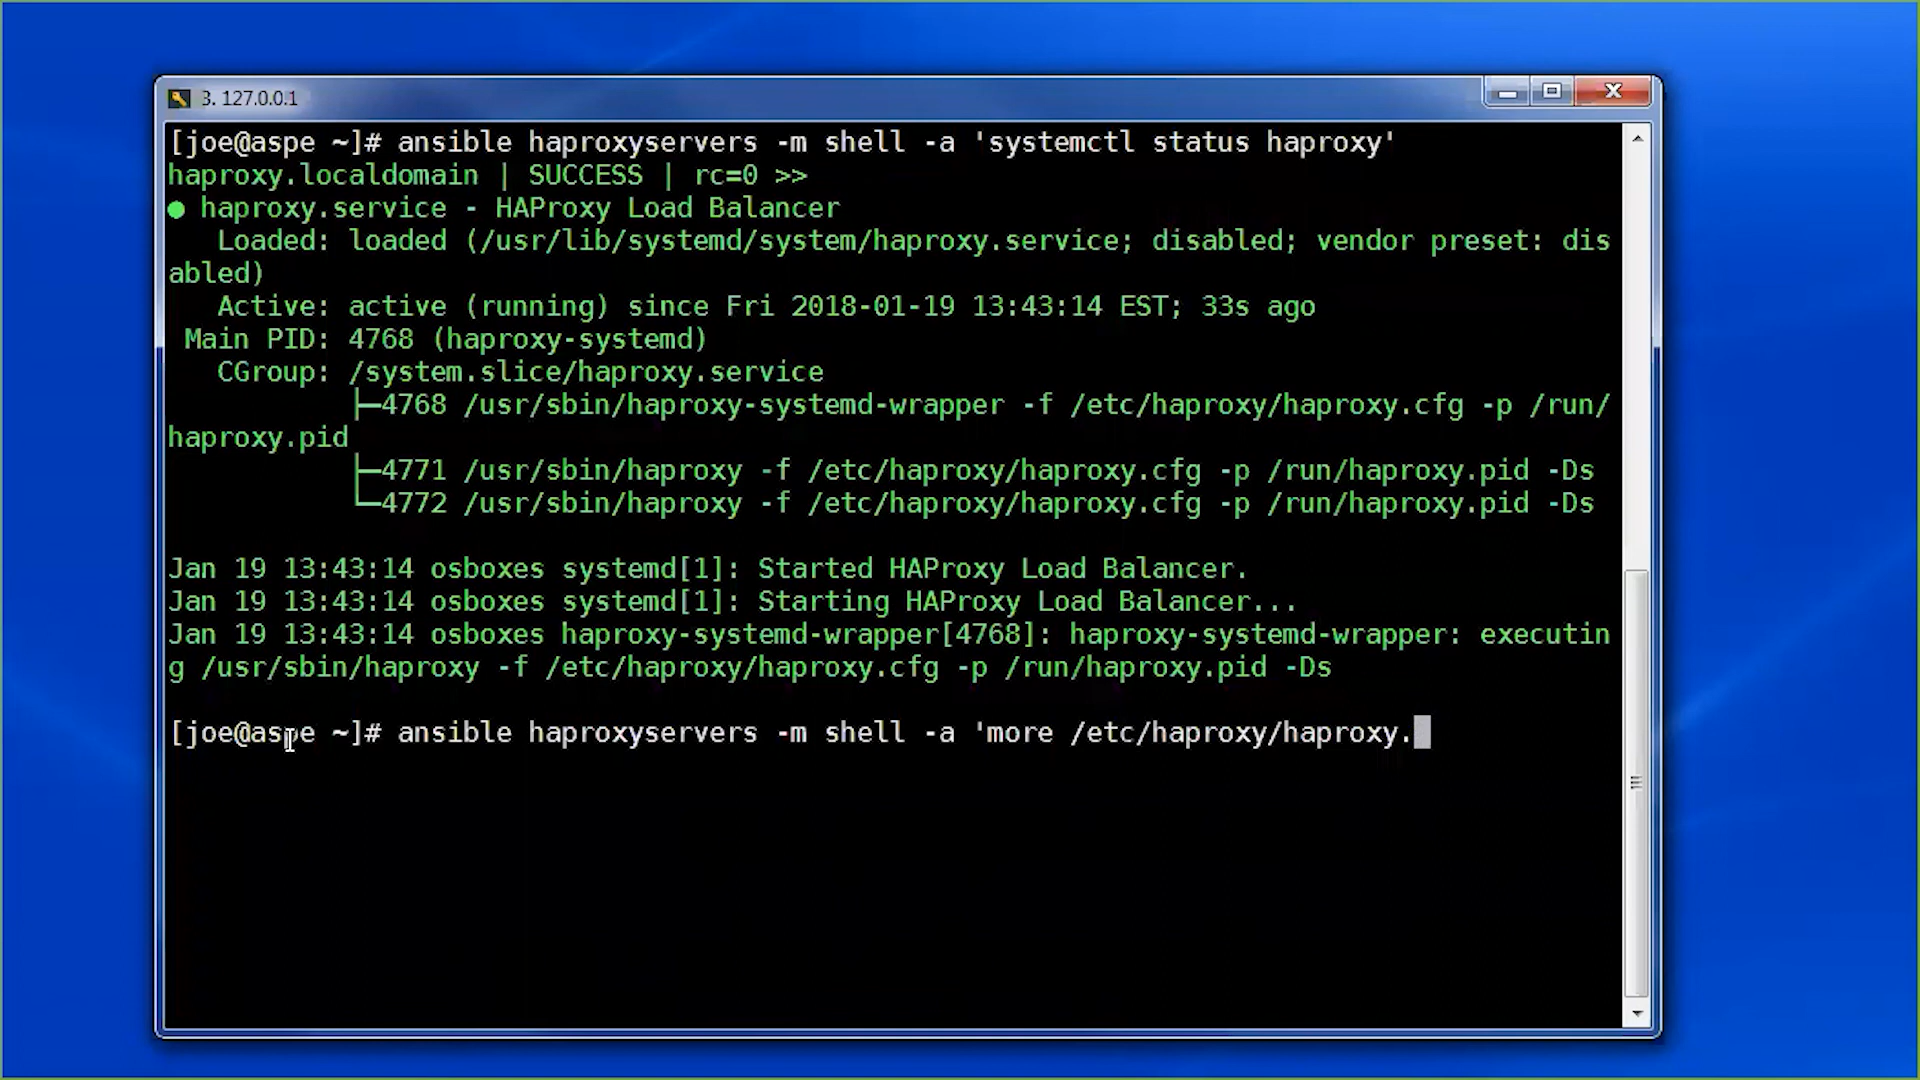 3. 127.0.0.1
[joe@aspe ~]# ansible haproxyservers -m shell -a 'systemctl status haproxy'
haproxy.localdomain | SUCCESS | rc=0 >>
● haproxy.service - HAProxy Load Balancer
   Loaded: loaded (/usr/lib/systemd/system/haproxy.service; disabled; vendor preset: dis
abled)
   Active: active (running) since Fri 2018-01-19 13:43:14 EST; 33s ago
 Main PID: 4768 (haproxy-systemd)
   CGroup: /system.slice/haproxy.service
           ├─4768 /usr/sbin/haproxy-systemd-wrapper -f /etc/haproxy/haproxy.cfg -p /run/
haproxy.pid
           ├─4771 /usr/sbin/haproxy -f /etc/haproxy/haproxy.cfg -p /run/haproxy.pid -Ds
           └─4772 /usr/sbin/haproxy -f /etc/haproxy/haproxy.cfg -p /run/haproxy.pid -Ds
Jan 19 13:43:14 osboxes systemd[1]: Started HAProxy Load Balancer.
Jan 19 13:43:14 osboxes systemd[1]: Starting HAProxy Load Balancer...
Jan 19 13:43:14 osboxes haproxy-systemd-wrapper[4768]: haproxy-systemd-wrapper: executin
g /usr/sbin/haproxy -f /etc/haproxy/haproxy.cfg -p /run/haproxy.pid -Ds
[joe@aspe ~]# ansible haproxyservers -m shell -a 'more /etc/haproxy/haproxy.